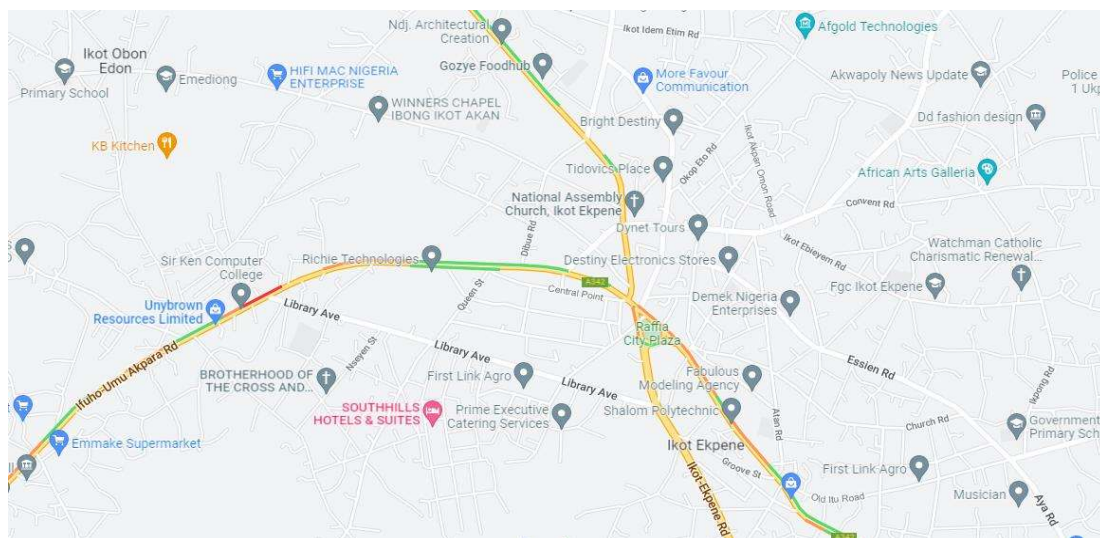 Ndj. Architectural
Creation
Ikot Idem Etim Rd
Afgold Technologies
Ikot Obon
Edon
Primary School
Emediong
HIFI MAC NIGERIA
ENTERPRISE
Gozye Foodhub
More Favour
Communication
Akwapoly News Update
Police
1 Ukp
WINNERS CHAPEL
IBONG IKOT AKAN
Bright Destiny
Dd fashion design
KB Kitchen
Okop Eto Rd
Ikot Akpan Omon Road
Tidovics Place
African Arts Galleria
National Assembly
Church, Ikot Ekpene
Convent Rd
Dibue Rd
Dynet Tours
Ikot Ebieyem Rd
Watchman Catholic
Charismatic Renewal...
Sir Ken Computer
College
Richie Technologies
Destiny Electronics Stores
A342
Fgc Ikot Ekpene
Queen St
Central Point
Demek Nigeria
Enterprises
Unybrown
Resources Limited
Library Ave
Raffia
City Plaza
Nseyen St
Library Ave
Ifuho-Umu Akpara Rd
Essien Rd
BROTHERHOOD OF
THE CROSS AND...
First Link Agro
Library Ave
Fabulous
Modeling Agency
Ikpong Rd
SOUTHHILLS
HOTELS & SUITES
Prime Executive
Catering Services
Shalom Polytechnic
Atan Rd
Church Rd
Government
Primary Sch
Emmake Supermarket
Ikot Ekpene
Groove St
First Link Agro
Ikot-Ekpene Rd
Old Itu Road
Musician
Aya Rd
A342